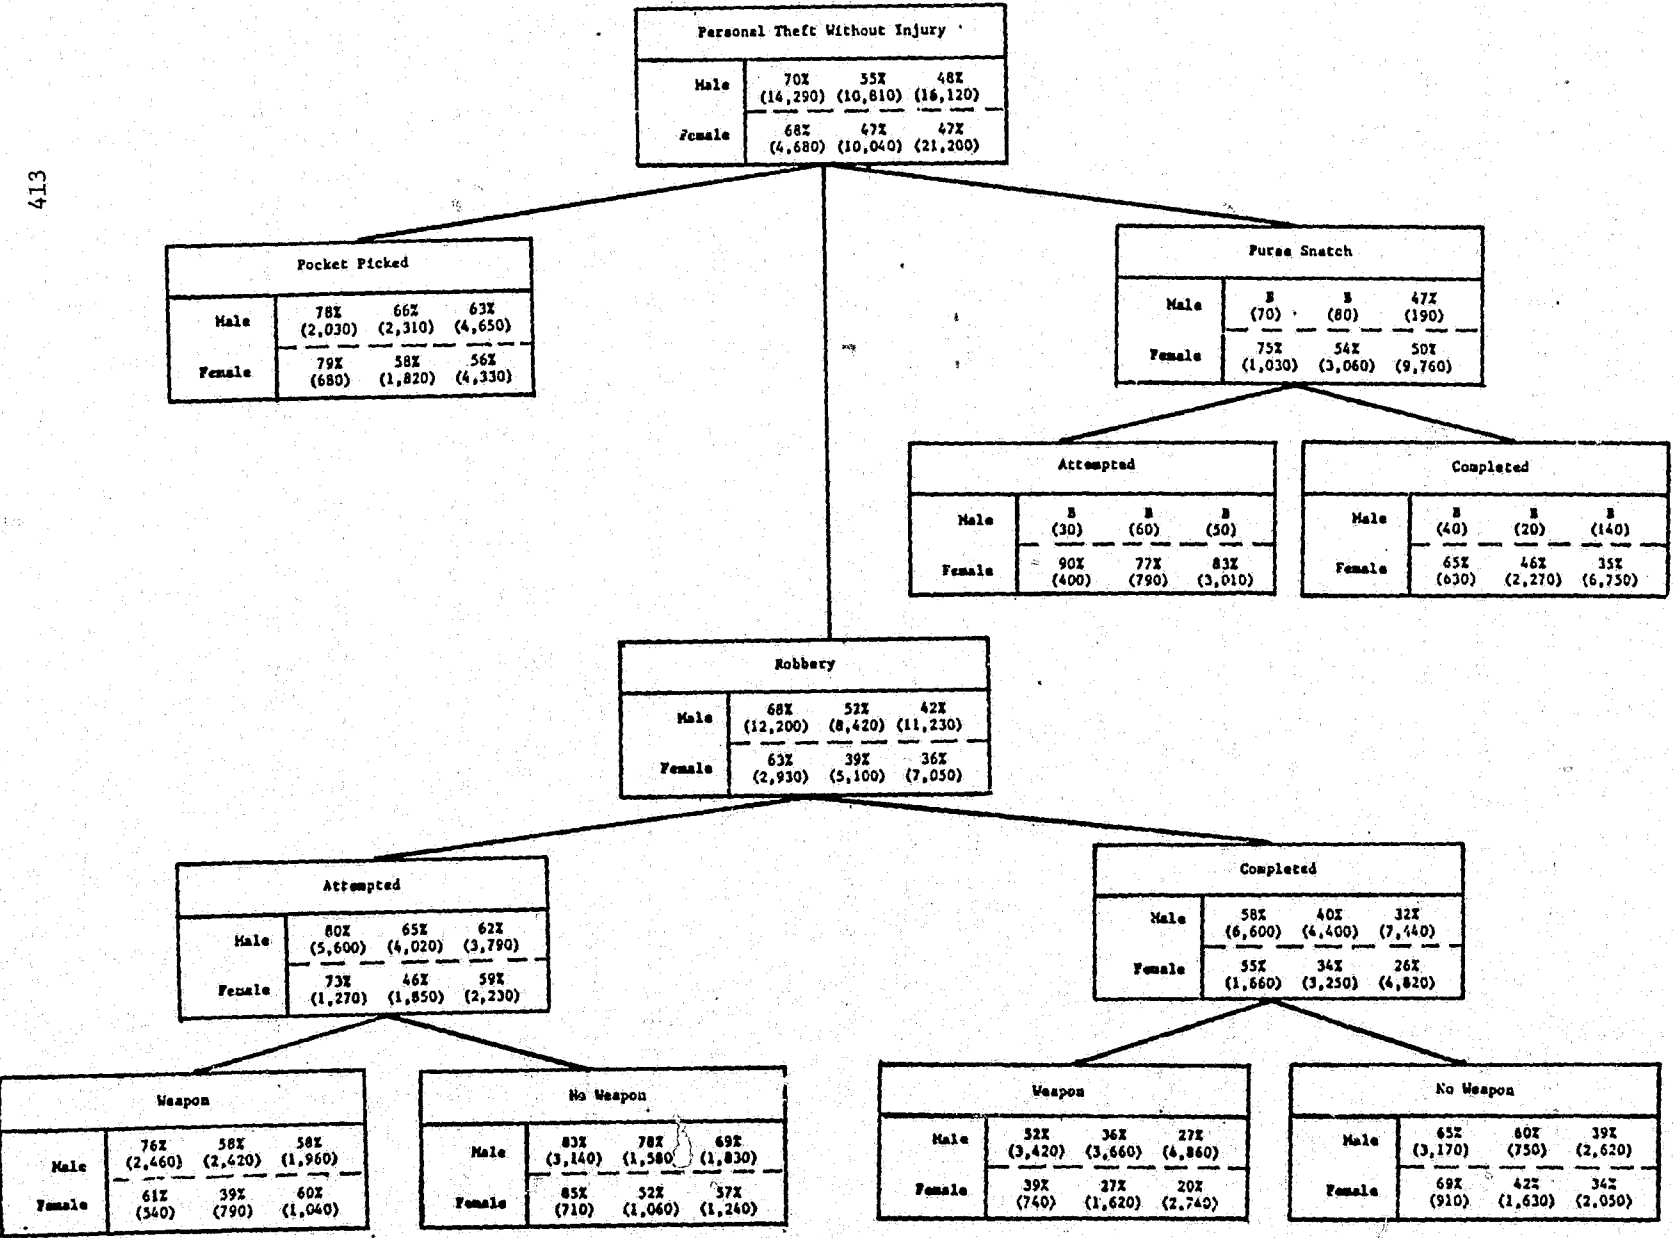 413
Personal Theft Without Injury
Male 70% 55% 48%
(14,290) (10,810) (16,120)
Female 68% 47% 47%
(4,680) (10,040) (21,200)
Pocket Picked
Male 78% 66% 63%
(2,030) (2,310) (4,650)
Female 79% 58% 56%
(680) (1,820) (4,330)
Purse Snatch
Male B B 47%
(70) (80) (190)
Female 75% 54% 50%
(1,030) (3,060) (9,760)
Attempted
Male B B B
(30) (60) (50)
Female 90% 77% 83%
(400) (790) (3,010)
Completed
Male B B B
(40) (20) (140)
Female 65% 46% 35%
(630) (2,270) (6,750)
Robbery
Male 68% 52% 42%
(12,200) (8,420) (11,230)
Female 63% 39% 36%
(2,930) (5,100) (7,050)
Attempted
Male 80% 65% 62%
(5,600) (4,020) (3,790)
Female 73% 46% 59%
(1,270) (1,850) (2,230)
Completed
Male 58% 40% 32%
(6,600) (4,400) (7,440)
Female 55% 34% 26%
(1,660) (3,250) (4,820)
Weapon
Male 76% 58% 58%
(2,460) (2,420) (1,960)
Female 61% 39% 60%
(540) (790) (1,040)
No Weapon
Male 83% 78% 69%
(3,140) (1,580 (1,830)
Female 85% 52% 57%
(710) (1,060) (1,240)
Weapon
Male 52% 36% 27%
(3,420) (3,660) (4,860)
Female 39% 27% 20%
(740) (1,620) (2,740)
No Weapon
Male 65% 60% 39%
(3,170) (750) (2,620)
Female 69% 42% 34%
(910) (1,630) (2,050)